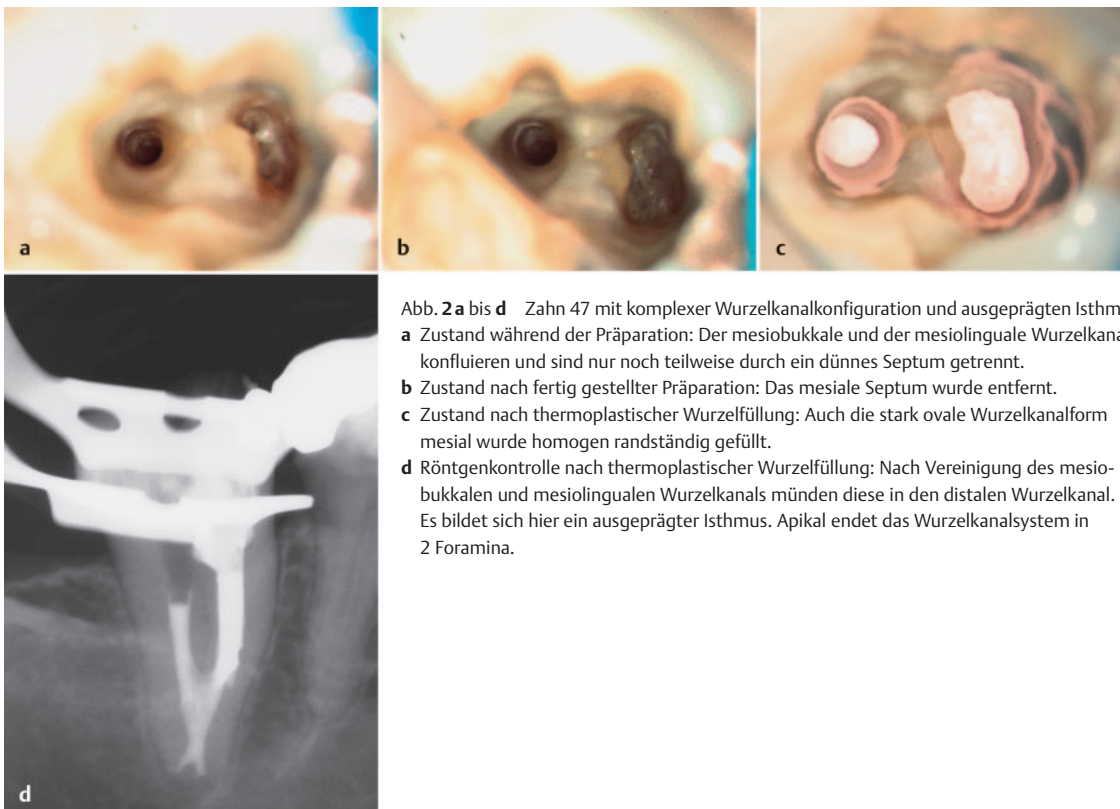 a
b
c
d
Abb. 2 a bis d Zahn 47 mit komplexer Wurzelkanalkonfiguration und ausgeprägten Isthm
a Zustand während der Präparation: Der mesiobukkale und der mesiolinguale Wurzelkana
konfluieren und sind nur noch teilweise durch ein dünnes Septum getrennt.
b Zustand nach fertig gestellter Präparation: Das mesiale Septum wurde entfernt.
c Zustand nach thermoplastischer Wurzelfüllung: Auch die stark ovale Wurzelkanalform
mesial wurde homogen randständig gefüllt.
d Röntgenkontrolle nach thermoplastischer Wurzelfüllung: Nach Vereinigung des mesio-
bukkalen und mesiolingualen Wurzelkanals münden diese in den distalen Wurzelkanal.
Es bildet sich hier ein ausgeprägter Isthmus. Apikal endet das Wurzelkanalsystem in
2 Foramina.